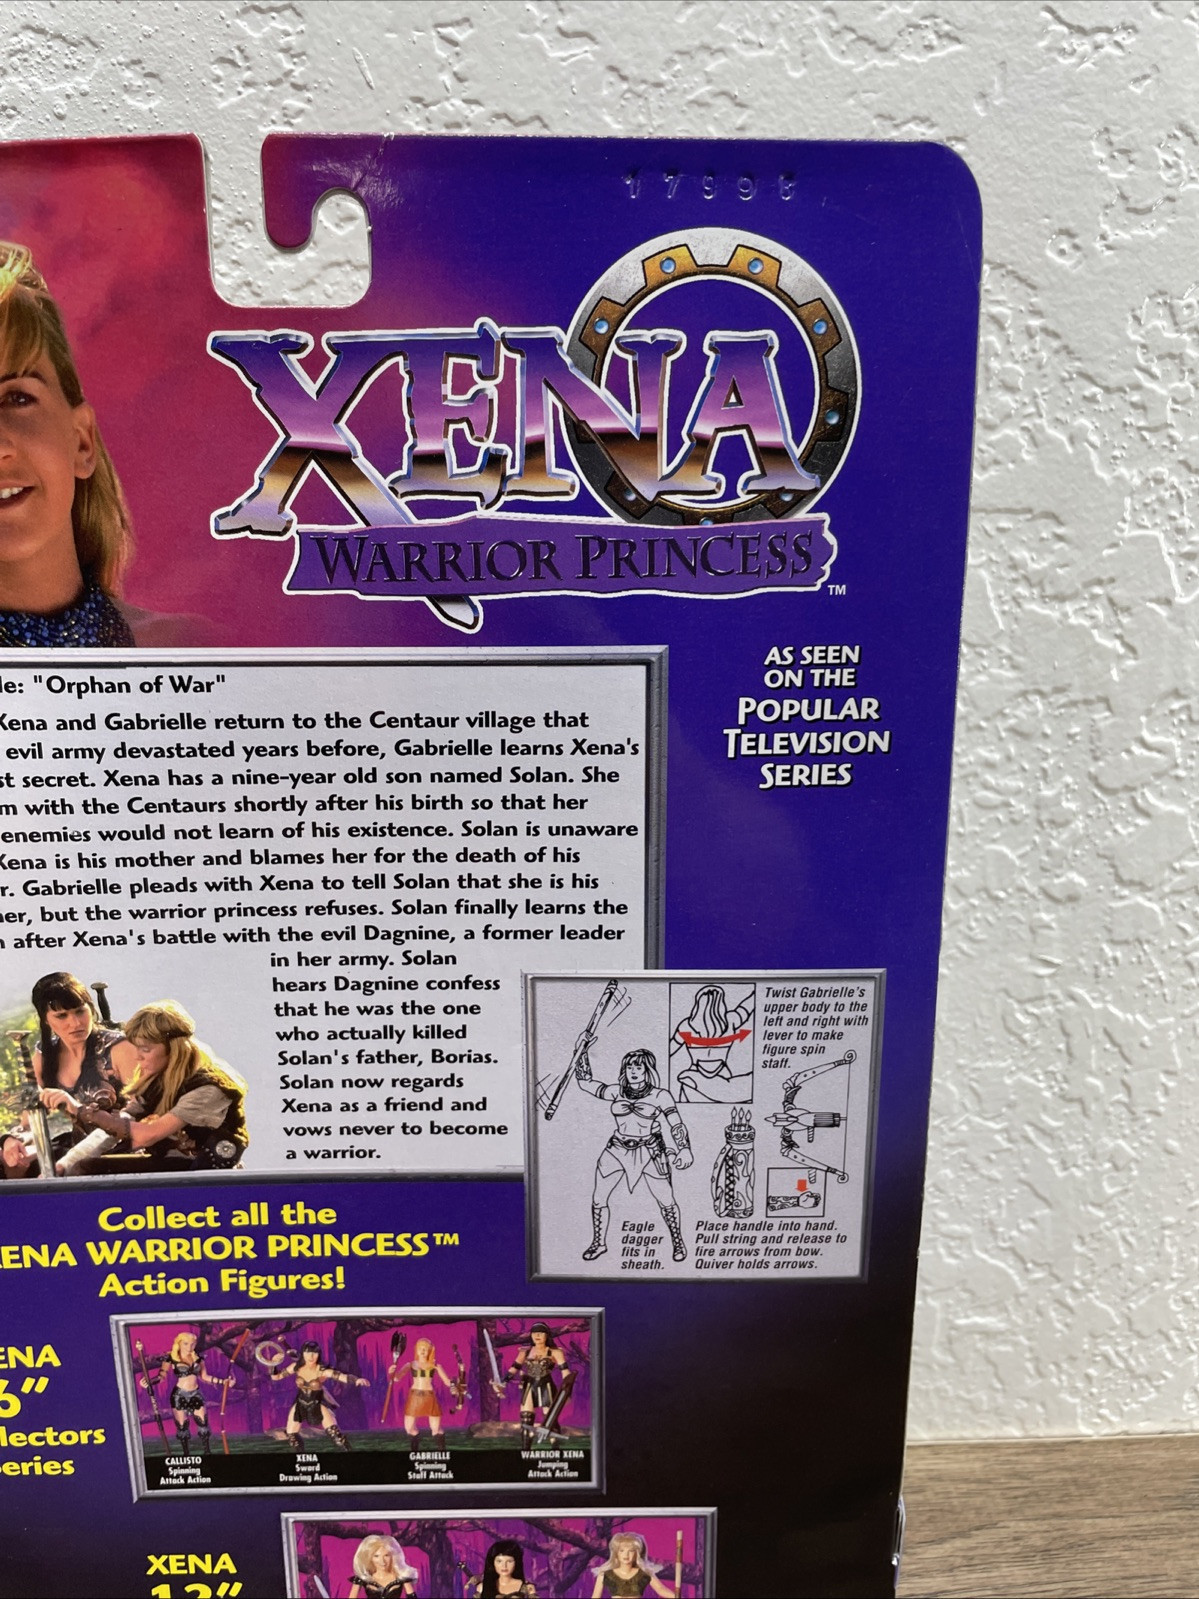 XENA
WARRIOR PRINCESS™
AS SEEN
ON THE
POPULAR
TELEVISION
SERIES
"Orphan of War"
Xena and Gabrielle return to the Centaur village that
evil army devastated years before, Gabrielle learns Xena's
secret. Xena has a nine-year old son named Solan. She
with the Centaurs shortly after his birth so that her
enemies would not learn of his existence. Solan is unaware
Xena is his mother and blames her for the death of his
Gabrielle pleads with Xena to tell Solan that she is his
but the warrior princess refuses. Solan finally learns the
after Xena's battle with the evil Dagnine, a former leader
in her army. Solan
hears Dagnine confess
that he was the one
who actually killed
Solan's father, Borias.
Solan now regards
Xena as a friend and
vows never to become
a warrior.
Twist Gabrielle's
upper body to the
left and right with
lever to make
figure spin
staff.
Eagle
dagger
fits in
sheath.
Place handle into hand.
Pull string and release to
fire arrows from bow.
Quiver holds arrows.
Collect all the
XENA WARRIOR PRINCESS™
Action Figures!
6"
CALLISTO
Spinning
Attack Action
XENA
Sword
Drawing Action
GABRIELLE
Spinning
Staff Attack
WARRIOR XENA
Jumping
Attack Action
XENA
12"